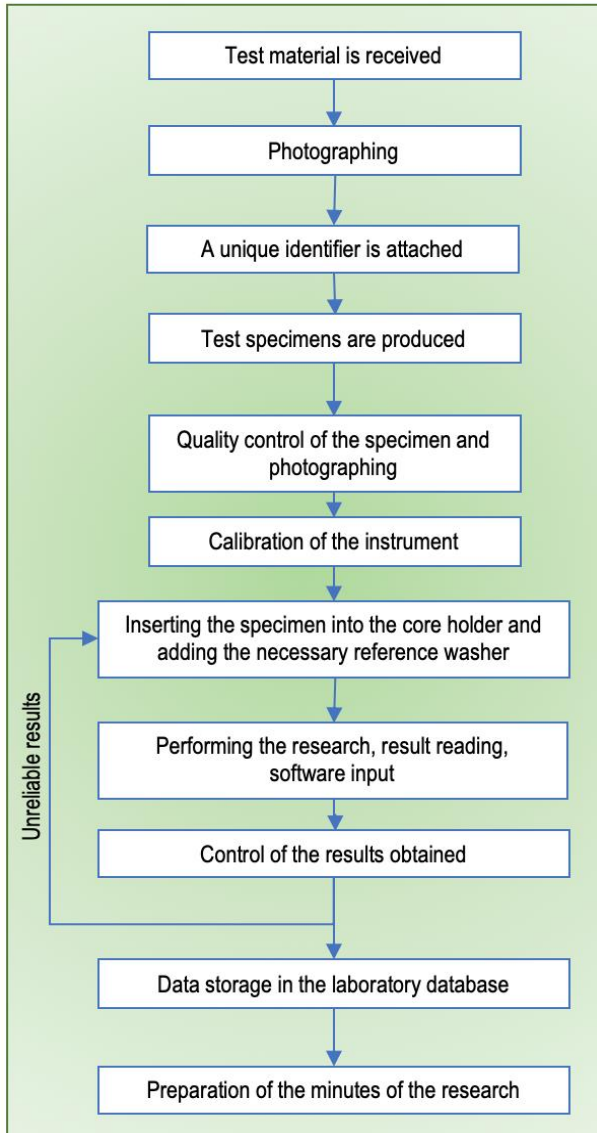 Test material is received
Photographing
A unique identifier is attached
Test specimens are produced
Quality control of the specimen and
photographing
Calibration of the instrument
Inserting the specimen into the core holder and
adding the necessary reference washer
Unreliable results
Performing the research, result reading,
software input
Control of the results obtained
Data storage in the laboratory database
Preparation of the minutes of the research